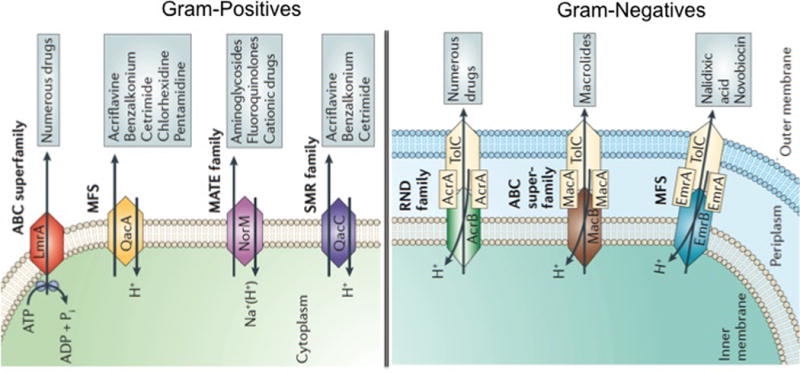 Gram-Positives
Gram-Negatives
ABC superfamily
LmrA
Numerous drugs
ATP
ADP + Pi
MFS
QacA
Acriflavine
Benzalkonium
Cetrimide
Chlorhexidine
Pentamidine
H+
MATE family
NorM
Aminoglycosides
Fluoroquinolones
Cationic drugs
Na+(H+)
SMR family
QacC
Acriflavine
Benzalkonium
Cetrimide
H+
Cytoplasm
RND
family
Numerous
drugs
TolC
AcrA
AcrA
AcrB
H+
ABC
super-
family
Macrolides
TolC
MacA
MacA
MacB
H+
MFS
Nalidixic
acid
Novobiocin
TolC
EmrA
EmrA
EmrB
H+
Outer membrane
Periplasm
Inner
membrane